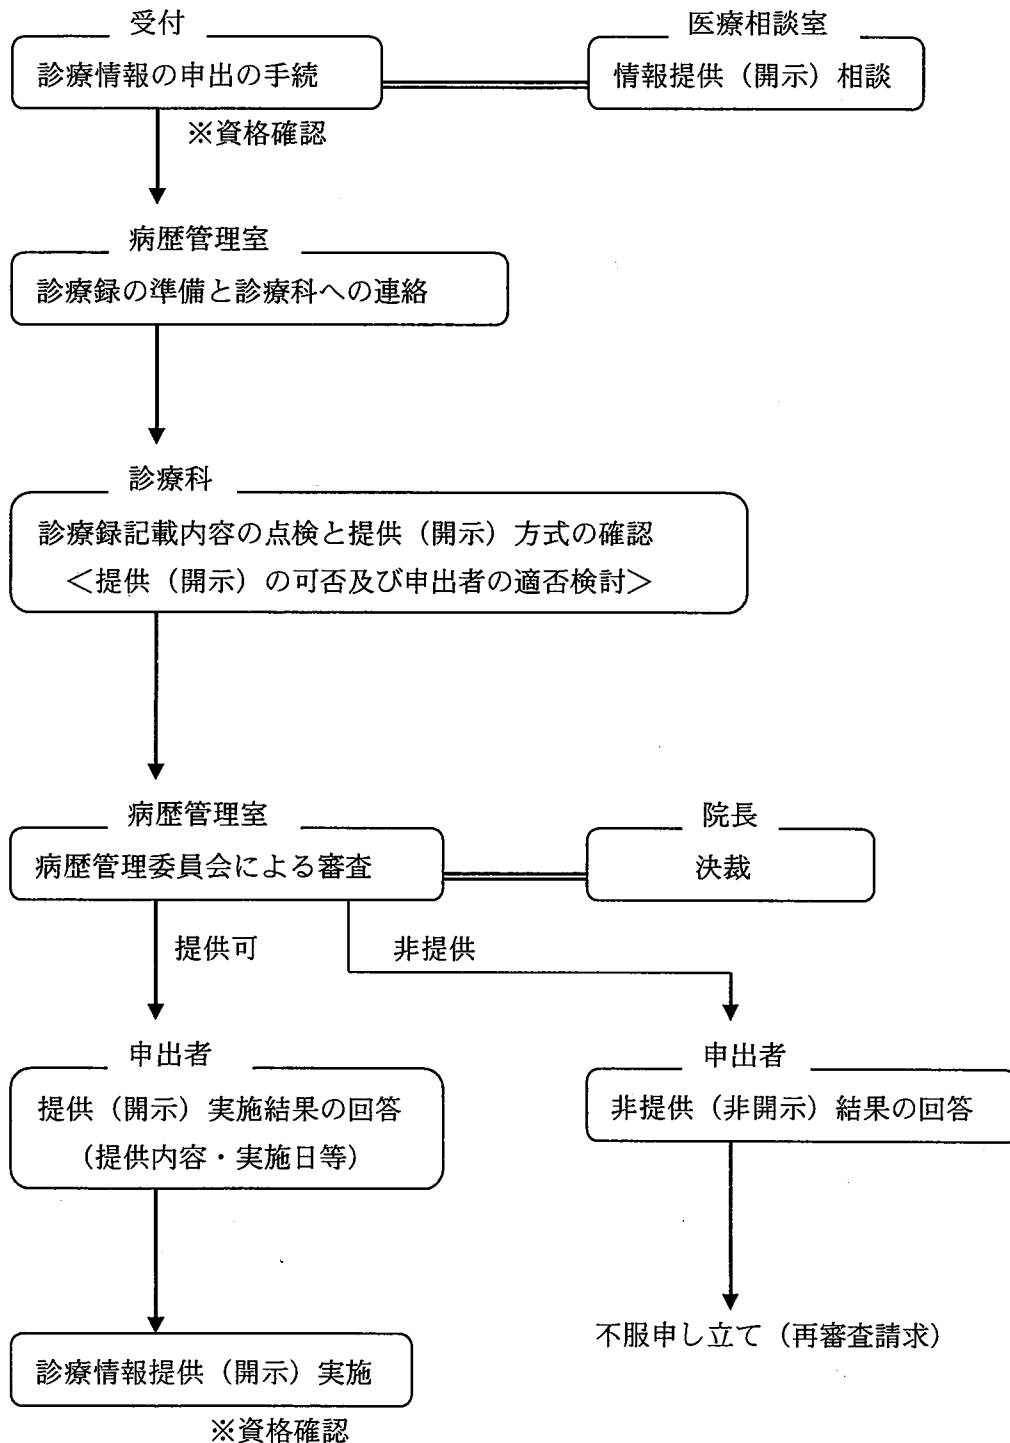 受付
診療情報の申出の手続
医療相談室
情報提供（開示）相談
※資格確認
病歴管理室
診療録の準備と診療科への連絡
診療科
診療録記載内容の点検と提供（開示）方式の確認
＜提供（開示）の可否及び申出者の適否検討＞
病歴管理室
病歴管理委員会による審査
院長
決裁
提供可
非提供
申出者
提供（開示）実施結果の回答
（提供内容・実施日等）
申出者
非提供（非開示）結果の回答
診療情報提供（開示）実施
※資格確認
不服申し立て（再審査請求）